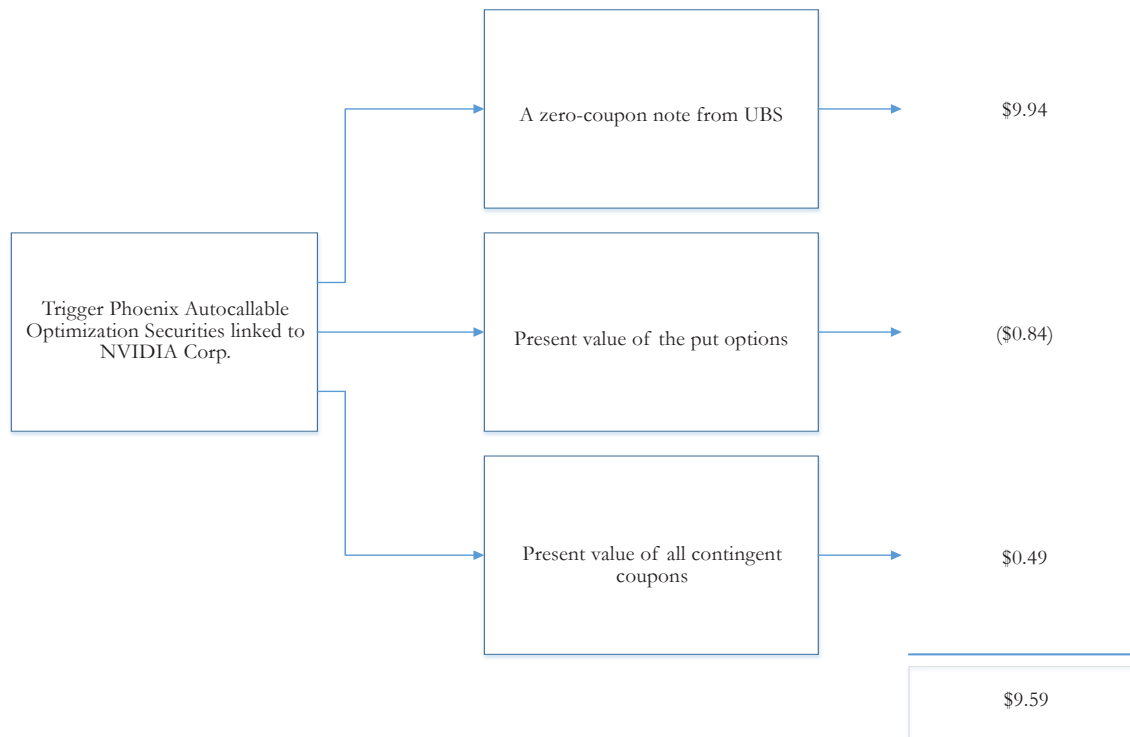 A zero-coupon note from UBS
$9.94
Trigger Phoenix Autocallable
Optimization Securities linked to
NVIDIA Corp.
Present value of the put options
($0.84)
Present value of all contingent
coupons
$0.49
$9.59